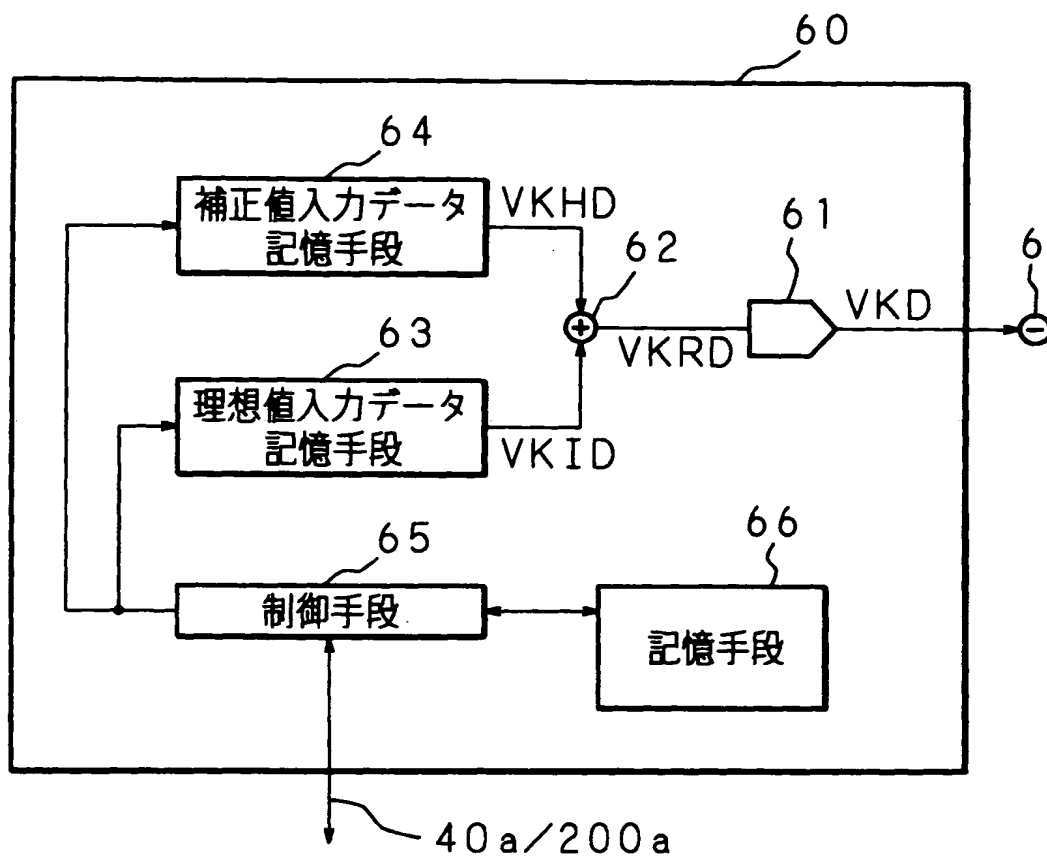 60
64
補正値入力データ
記憶手段
VKHD
62
61
VKD
6
VKRD
63
理想値入力データ
記憶手段
VKID
65
制御手段
66
記憶手段
40a/200a